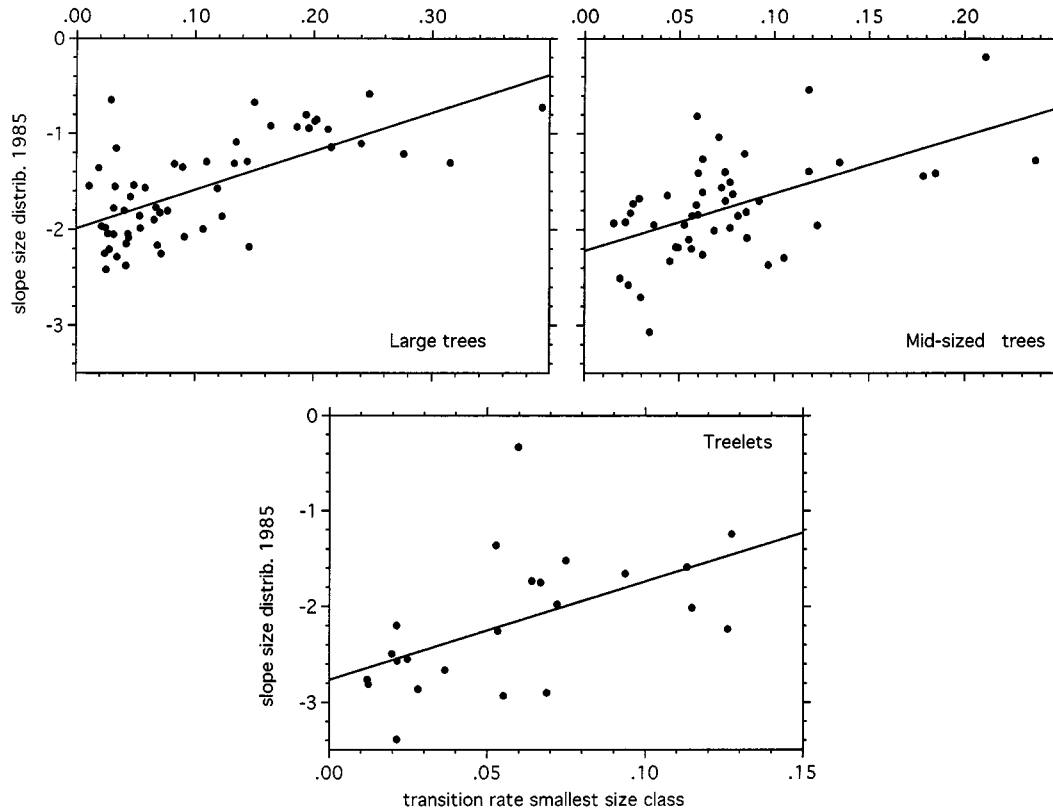 .00 .10 .20 .30
0
-1
-2
-3
slope size distrib. 1985
Large trees
.00 0.05 0.10 .15 .20
Mid-sized trees
0
-1
-2
-3
slope size distrib. 1985
Treelets
.00 .05 .10 .15
transition rate smallest size class